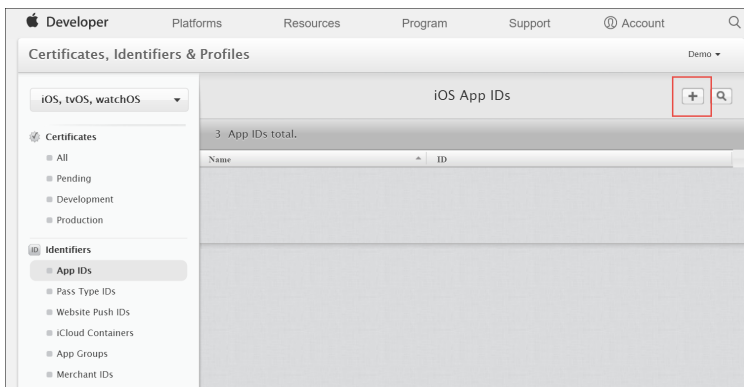 Developer Platforms Resources Program Support Account
Certificates, Identifiers & Profiles Demo
iOS, tvOS, watchOS iOS App IDs
3 App IDs total.
Name ID
Certificates
All
Pending
Development
Production
ID Identifiers
App IDs
Pass Type IDs
Website Push IDs
iCloud Containers
App Groups
Merchant IDs